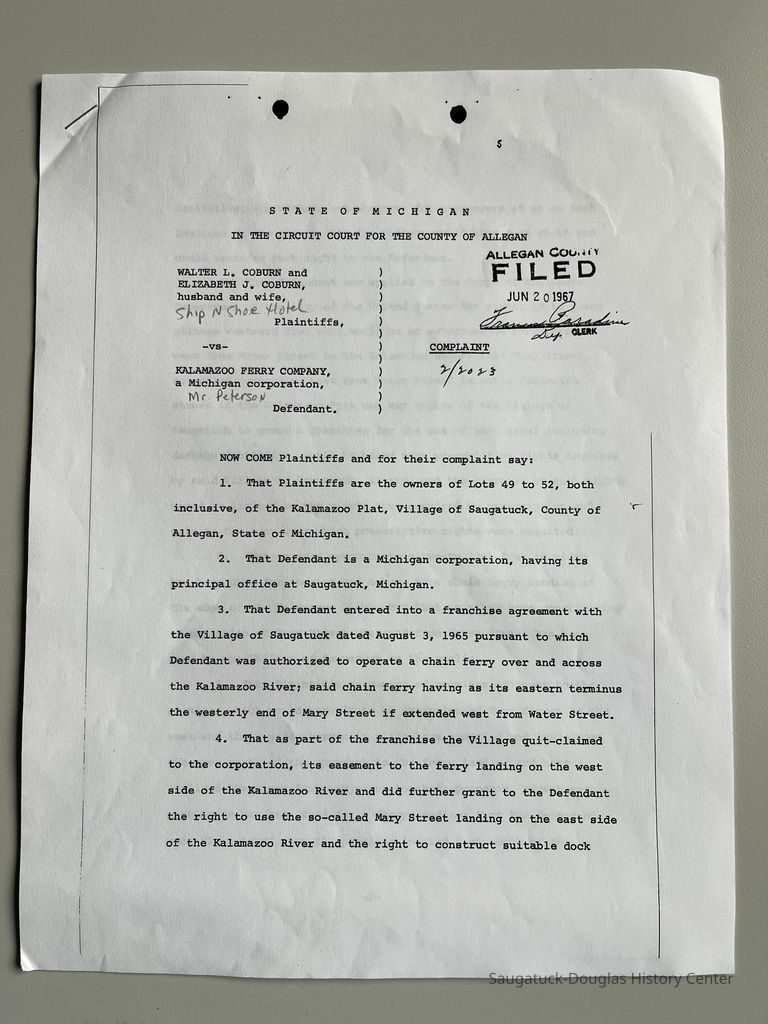 S
STATE OF MICHIGAN
IN THE CIRCUIT COURT FOR THE COUNTY OF ALLEGAN
ALLEGAN COUNTY
FILED
JUN 20 1967
Dep. CLERK
WALTER L. COBURN and )
ELIZABETH J. COBURN, )
husband and wife, )
Ship N Shore Hotel )
Plaintiffs, )
-vs- )
COMPLAINT
2/2023
KALAMAZOO FERRY COMPANY, )
a Michigan corporation, )
Mr. Peterson )
Defendant. )
NOW COME Plaintiffs and for their complaint say:
1. That Plaintiffs are the owners of Lots 49 to 52, both
inclusive, of the Kalamazoo Plat, Village of Saugatuck, County of
Allegan, State of Michigan.
2. That Defendant is a Michigan corporation, having its
principal office at Saugatuck, Michigan.
3. That Defendant entered into a franchise agreement with
the Village of Saugatuck dated August 3, 1965 pursuant to which
Defendant was authorized to operate a chain ferry over and across
the Kalamazoo River; said chain ferry having as its eastern terminus
the westerly end of Mary Street if extended west from Water Street.
4. That as part of the franchise the Village quit-claimed
to the corporation, its easement to the ferry landing on the west
side of the Kalamazoo River and did further grant to the Defendant
the right to use the so-called Mary Street landing on the east side
of the Kalamazoo River and the right to construct suitable dock
Saugatuck-Douglas History Center